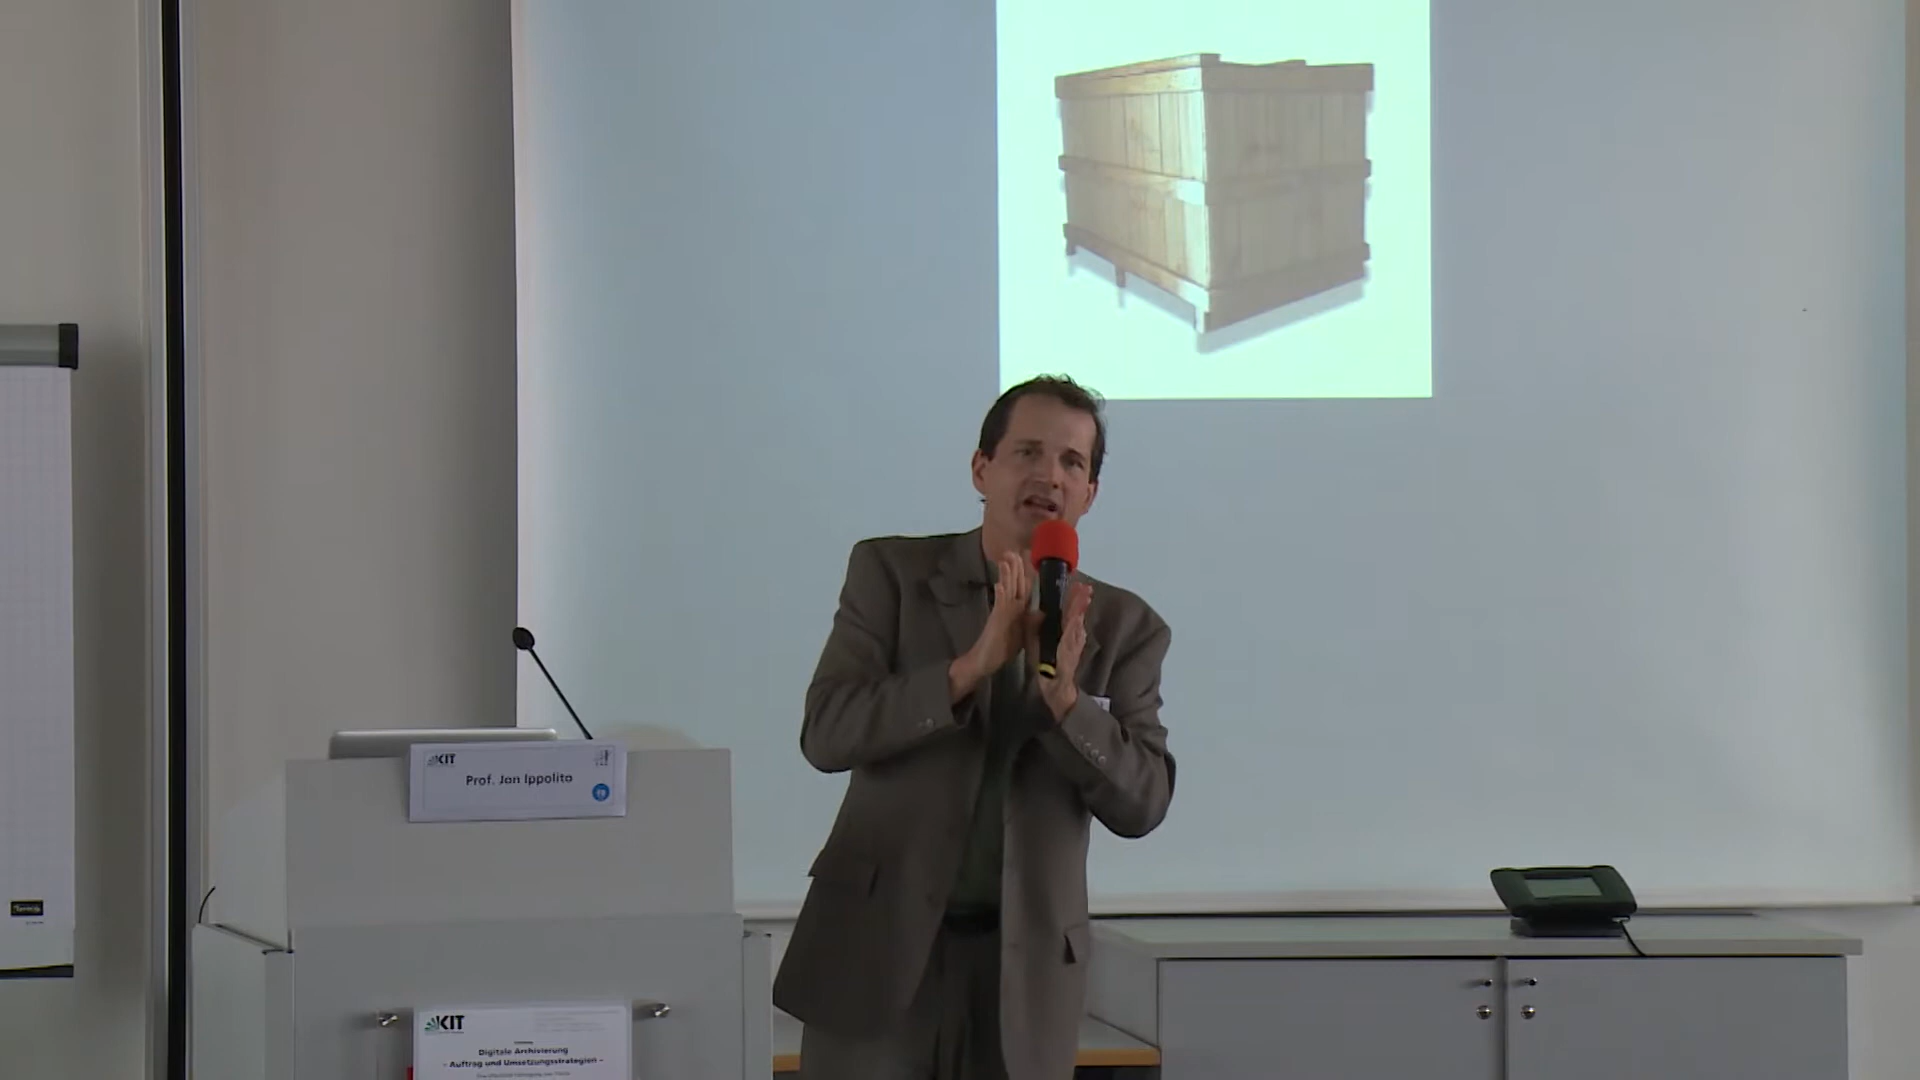 KIT
Prof. Jon Ippolito
KIT
Digitale Archivierung
– Auftrag und Umsetzungsstrategien –